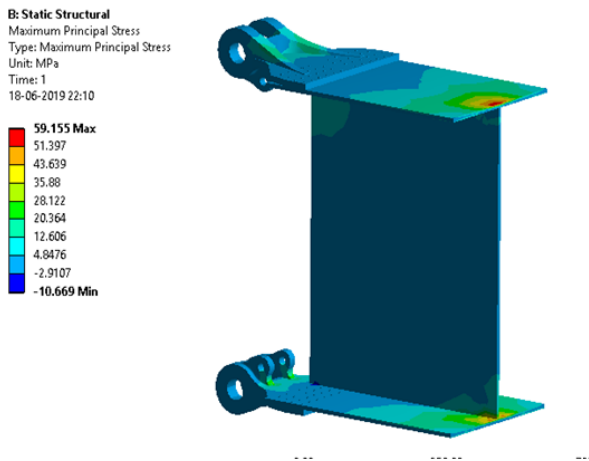 B: Static Structural
Maximum Principal Stress
Type: Maximum Principal Stress
Unit: MPa
Time: 1
18-06-2019 22:10
59.155 Max
51.397
43.639
35.88
28.122
20.364
12.606
4.8476
-2.9107
-10.669 Min